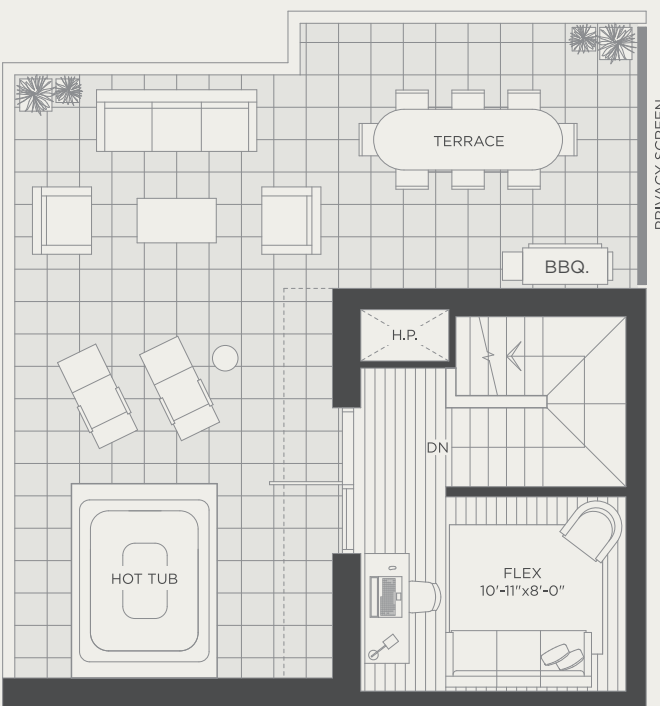 TERRACE
PRIVACY SCREEN
BBQ.
H.P.
DN
FLEX
10'-11"x8'-0"
HOT TUB